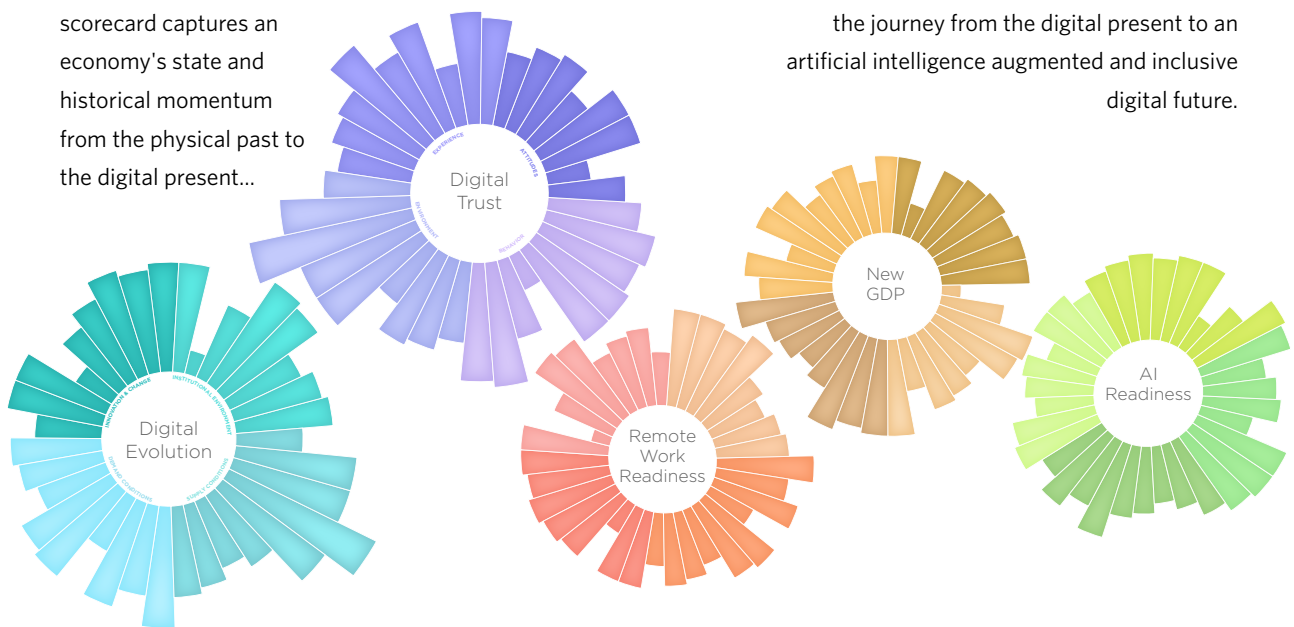 scorecard captures an
economy's state and
historical momentum
from the physical past to
the digital present...
the journey from the digital present to an
artificial intelligence augmented and inclusive
digital future.
EXPERIENCE
ATTITUDES
Digital
Trust
ENVIRONMENT
BEHAVIOR
New
GDP
AI
Readiness
INNOVATION & CHANGE
INSTITUTIONAL ENVIRONMENT
Digital
Evolution
DEMAND CONDITIONS
SUPPLY CONDITIONS
Remote
Work
Readiness